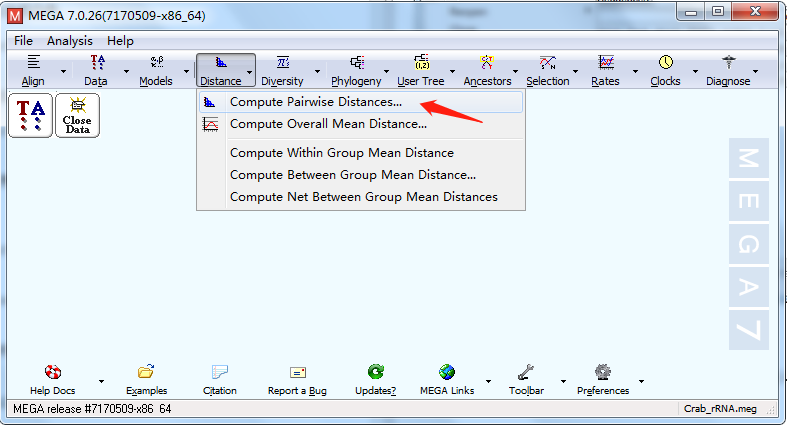 MEGA 7.0.26(7170509-x86_64)
File Analysis Help
Align Data Models Distance Diversity Phylogeny User Tree Ancestors Selection Rates Clocks Diagnose
TA
Close Data
Compute Pairwise Distances...
Compute Overall Mean Distance...
Compute Within Group Mean Distance
Compute Between Group Mean Distance...
Compute Net Between Group Mean Distances
M
E
G
A
7
Help Docs Examples Citation Report a Bug Updates? MEGA Links Toolbar Preferences
MEGA release #7170509-x86_64 Crab_rRNA.meg